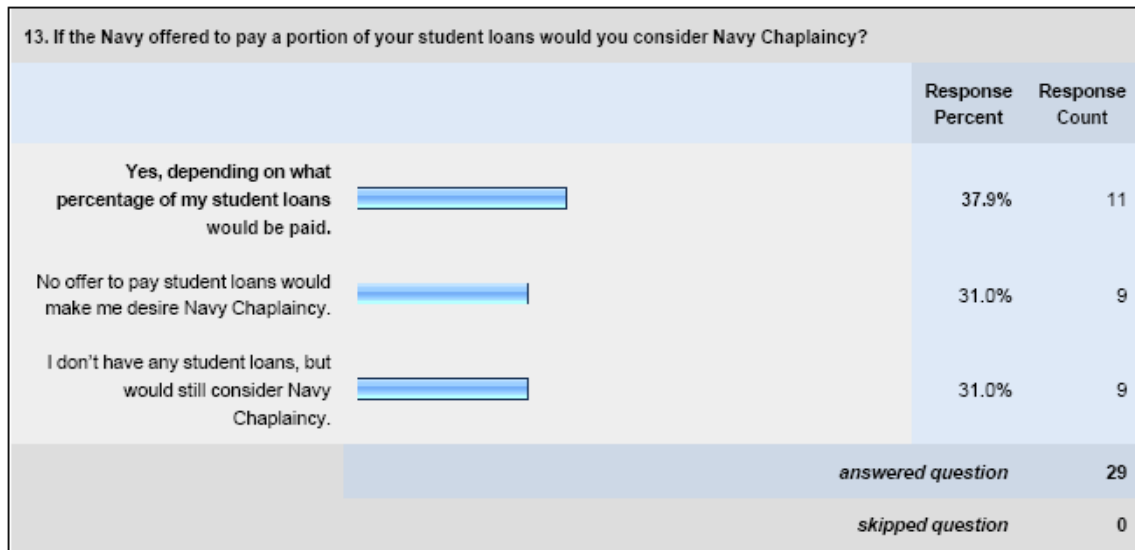 13. If the Navy offered to pay a portion of your student loans would you consider Navy Chaplaincy?
Response Percent
Response Count
Yes, depending on what
percentage of my student loans
would be paid.
37.9%
11
No offer to pay student loans would
make me desire Navy Chaplaincy.
31.0%
9
I don't have any student loans, but
would still consider Navy
Chaplaincy.
31.0%
9
answered question
29
skipped question
0